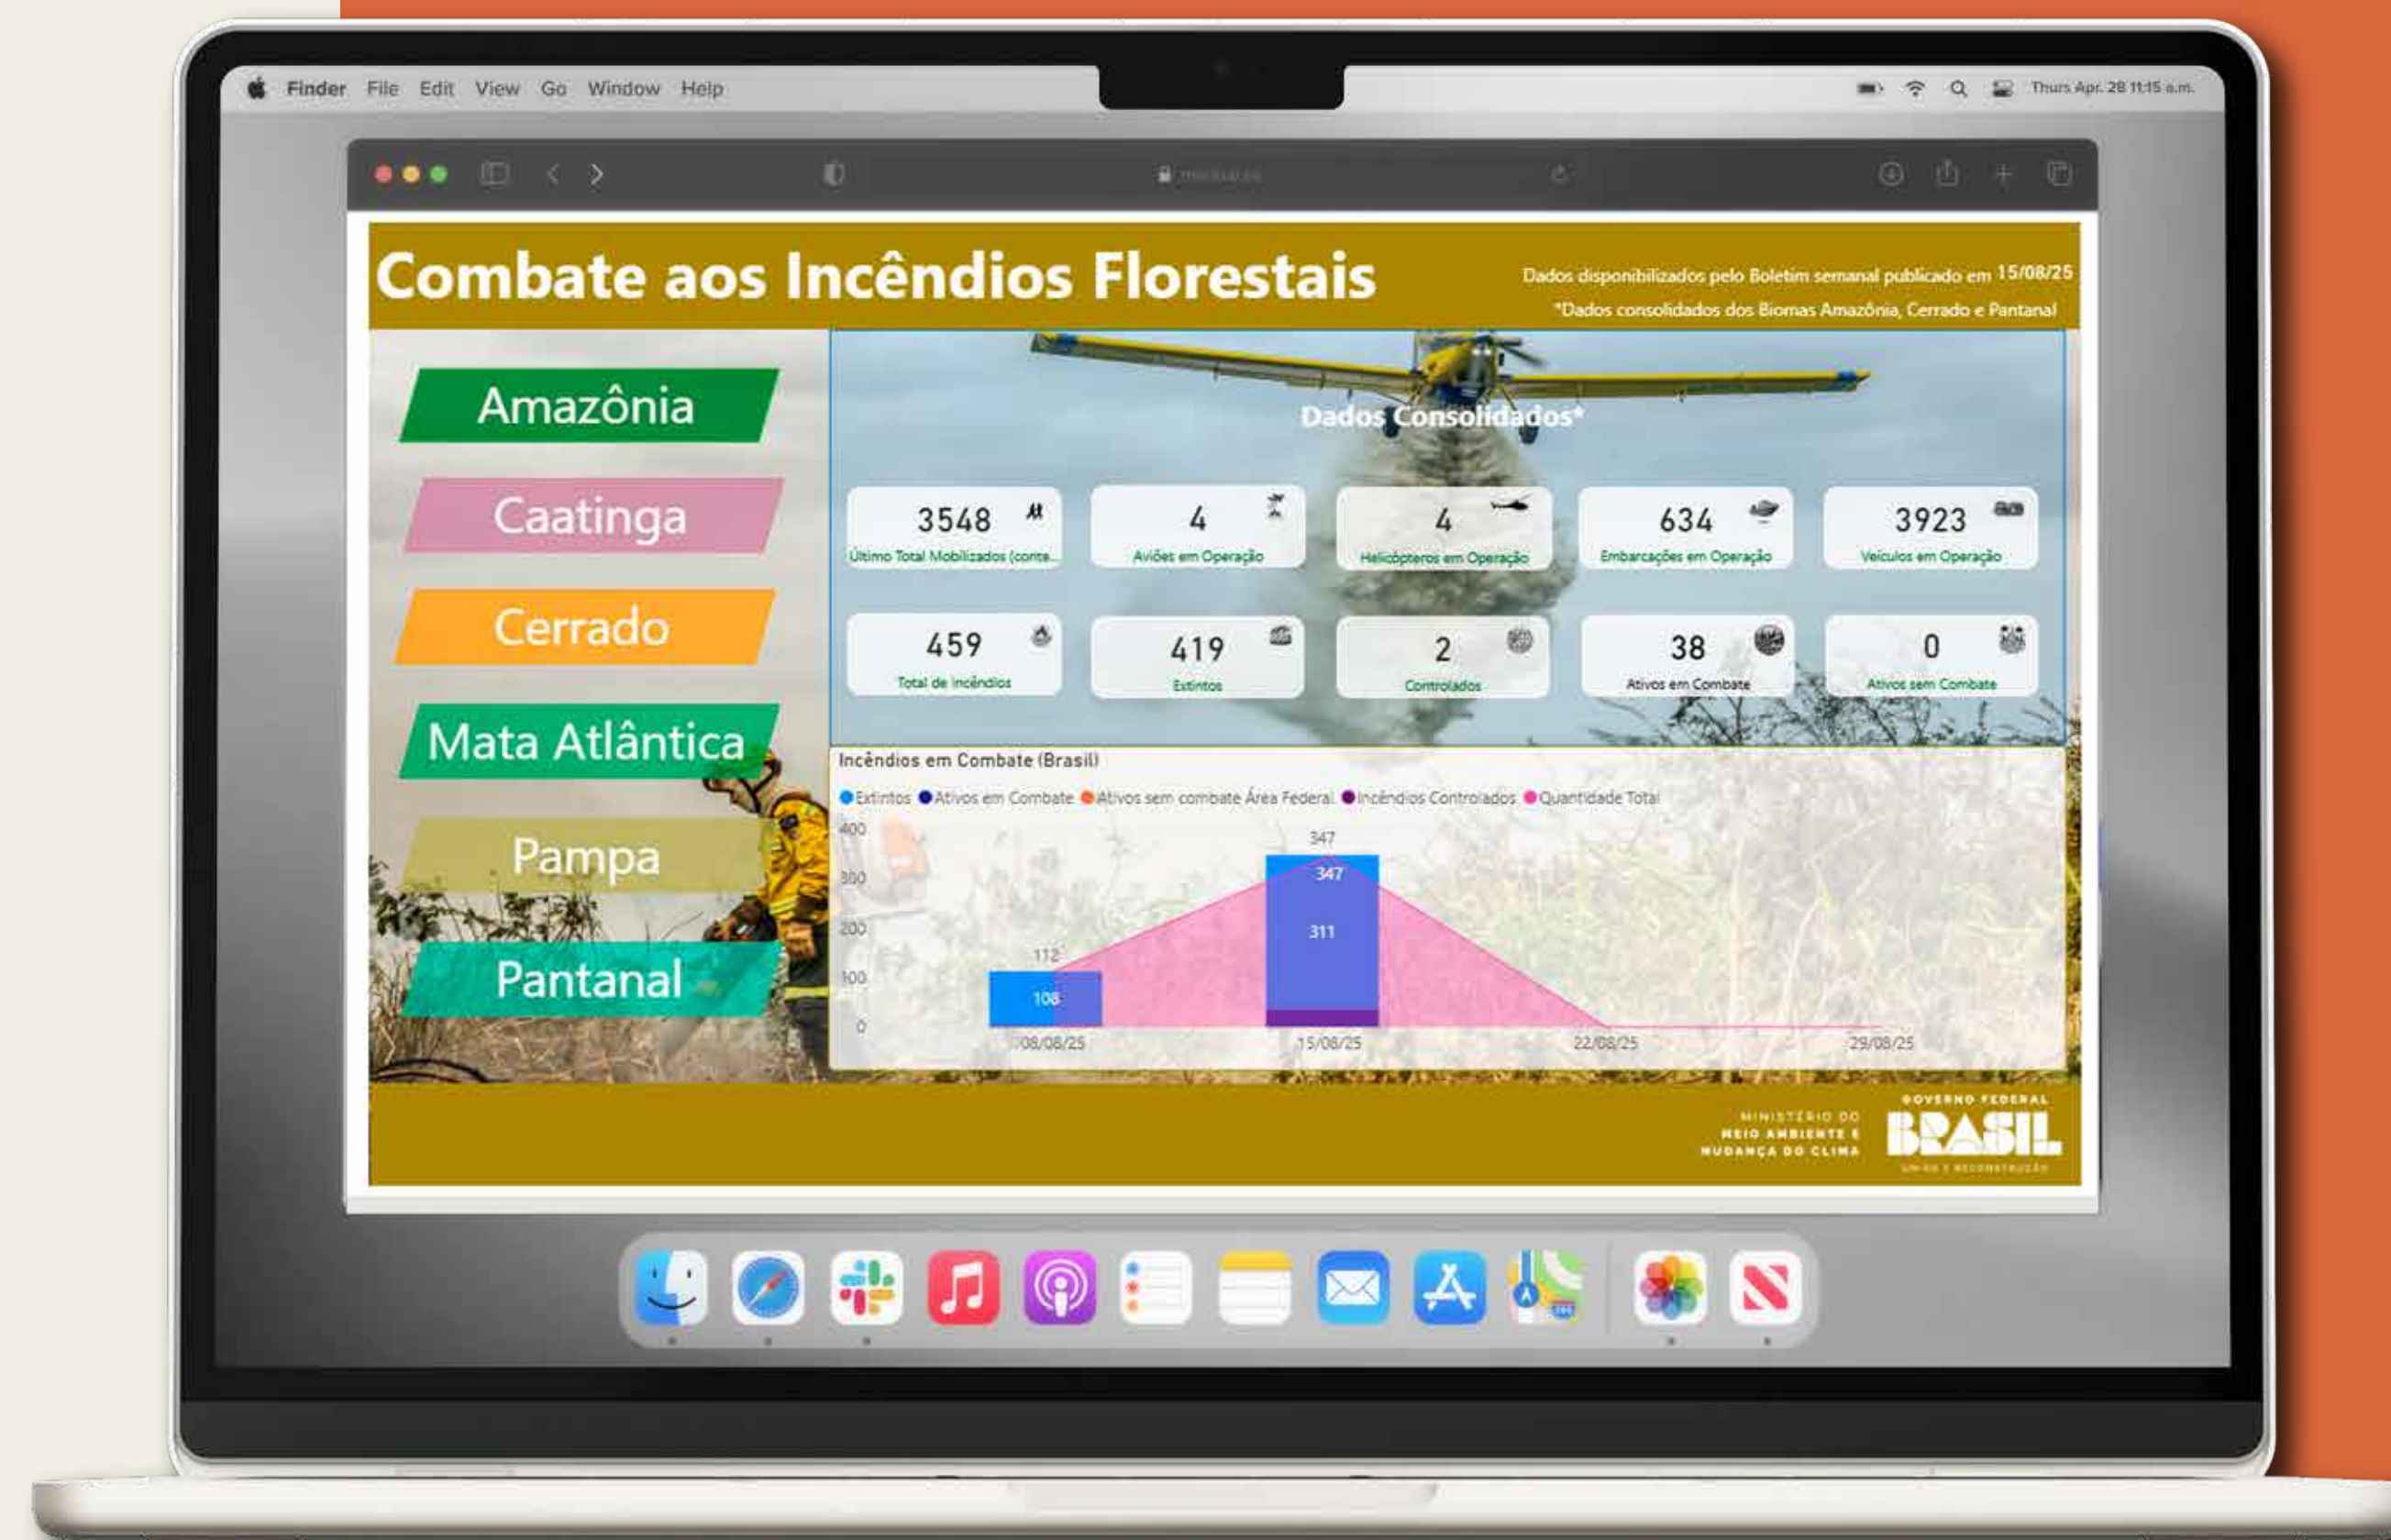 Finder File Edit View Go Window Help
Thurs Apr. 28 11:15 a.m.
Combate aos Incêndios Florestais
Dados disponibilizados pelo Boletim semanal publicado em 15/08/25
*Dados consolidados dos Biomas Amazônia, Cerrado e Pantanal
Amazônia
Caatinga
Cerrado
Mata Atlântica
Pampa
Pantanal
Dados Consolidados*
3548
Último Total Mobilizados (conte...
4
Aviões em Operação
4
Helicópteros em Operação
634
Embarcações em Operação
3923
Veículos em Operação
459
Total de Incêndios
419
Extintos
2
Controlados
38
Ativos em Combate
0
Ativos sem Combate
Incêndios em Combate (Brasil)
Extintos Ativos em Combate Ativos sem combate Área Federal Incêndios Controlados Quantidade Total
400
300
200
100
0
112
108
347
347
311
08/08/25
15/08/25
22/08/25
29/08/25
MINISTÉRIO DO
MEIO AMBIENTE E
MUDANÇA DO CLIMA
GOVERNO FEDERAL
BRASIL
UNIÃO E RECONSTRUÇÃO